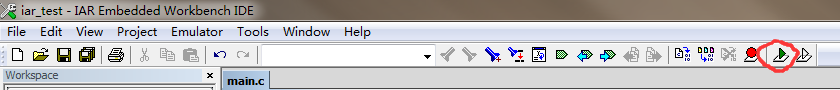 iar_test - IAR Embedded Workbench IDE
File Edit View Project Emulator Tools Window Help
Workspace
main.c